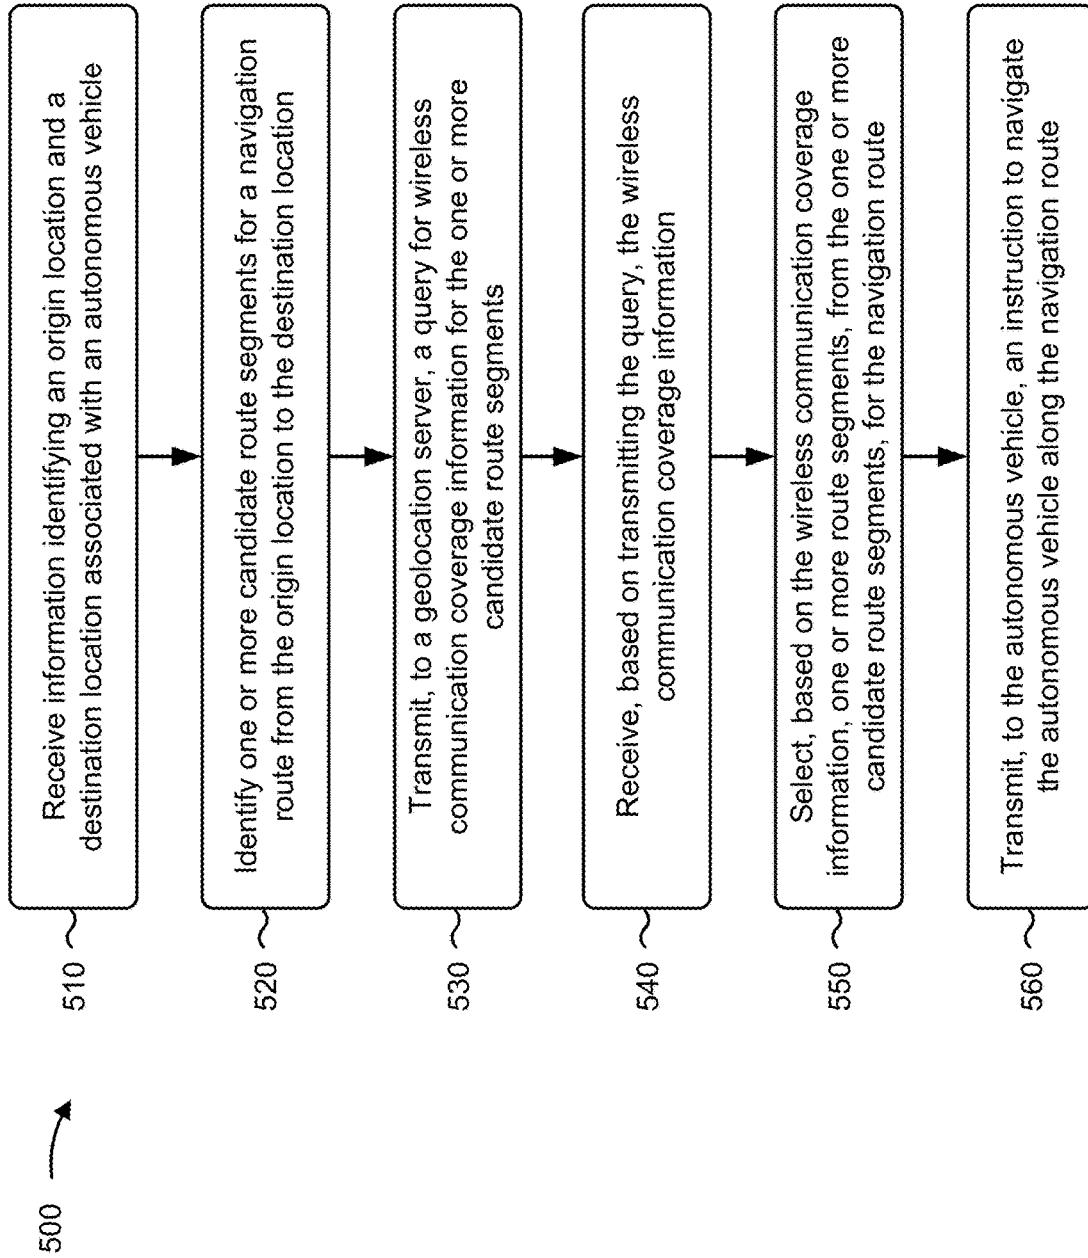 500
510
Receive information identifying an origin location and a
destination location associated with an autonomous vehicle
520
Identify one or more candidate route segments for a navigation
route from the origin location to the destination location
530
Transmit, to a geolocation server, a query for wireless
communication coverage information for the one or more
candidate route segments
540
Receive, based on transmitting the query, the wireless
communication coverage information
550
Select, based on the wireless communication coverage
information, one or more route segments, from the one or more
candidate route segments, for the navigation route
560
Transmit, to the autonomous vehicle, an instruction to navigate
the autonomous vehicle along the navigation route